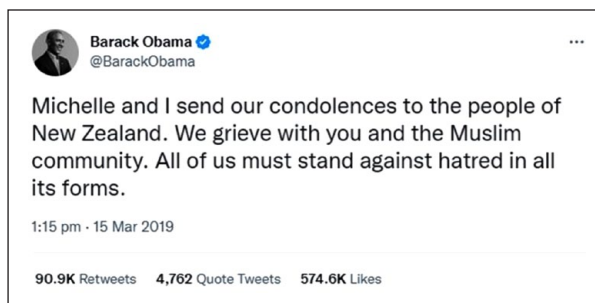 Barack Obama
@BarackObama
Michelle and I send our condolences to the people of
New Zealand. We grieve with you and the Muslim
community. All of us must stand against hatred in all
its forms.
1:15 pm · 15 Mar 2019
90.9K Retweets 4,762 Quote Tweets 574.6K Likes